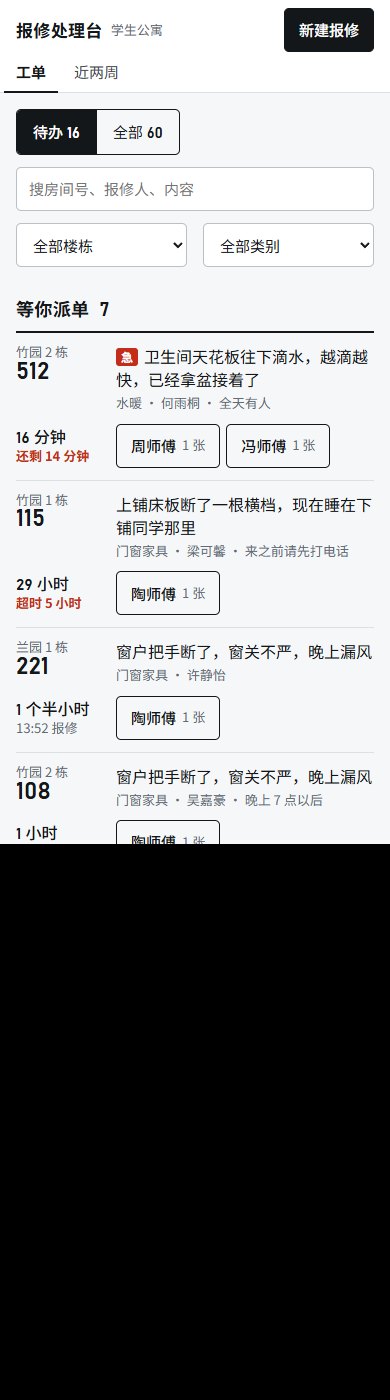 报修处理台 学生公寓
新建报修
工单 近两周
待办 16 全部 60
搜房间号、报修人、内容
全部楼栋 全部类别
等你派单 7
竹园 2 栋
512
急 卫生间天花板往下滴水，越滴越
快，已经拿盆接着了
水暖 · 何雨桐 · 全天有人
16 分钟
还剩 14 分钟
周师傅 1 张 冯师傅 1 张
竹园 1 栋
115
上铺床板断了一根横档，现在睡在下
铺同学那里
门窗家具 · 梁可馨 · 来之前请先打电话
29 小时
超时 5 小时
陶师傅 1 张
兰园 1 栋
221
窗户把手断了，窗关不严，晚上漏风
门窗家具 · 许静怡
1 个半小时
13:52 报修
陶师傅 1 张
竹园 2 栋
108
窗户把手断了，窗关不严，晚上漏风
门窗家具 · 吴嘉豪 · 晚上 7 点以后
1 小时
陶师傅 1 张